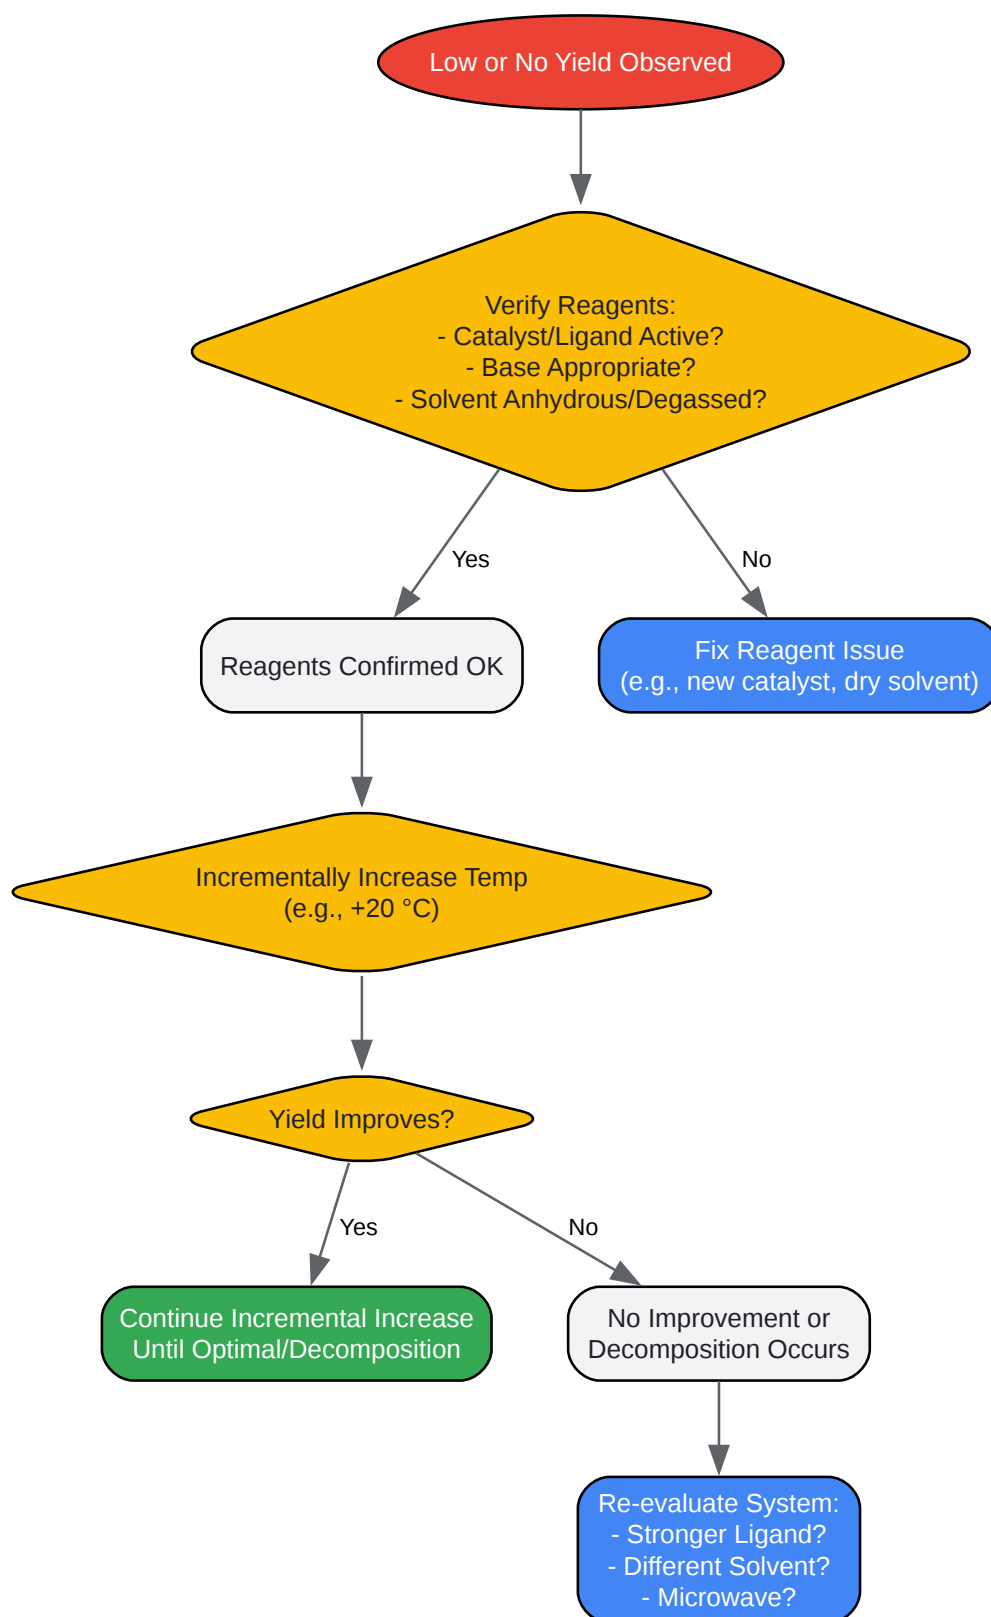 Low or No Yield Observed
Verify Reagents:
- Catalyst/Ligand Active?
- Base Appropriate?
- Solvent Anhydrous/Degassed?
Yes
No
Reagents Confirmed OK
Fix Reagent Issue
(e.g., new catalyst, dry solvent)
Incrementally Increase Temp
(e.g., +20 °C)
Yield Improves?
Yes
No
Continue Incremental Increase
Until Optimal/Decomposition
No Improvement or
Decomposition Occurs
Re-evaluate System:
- Stronger Ligand?
- Different Solvent?
- Microwave?